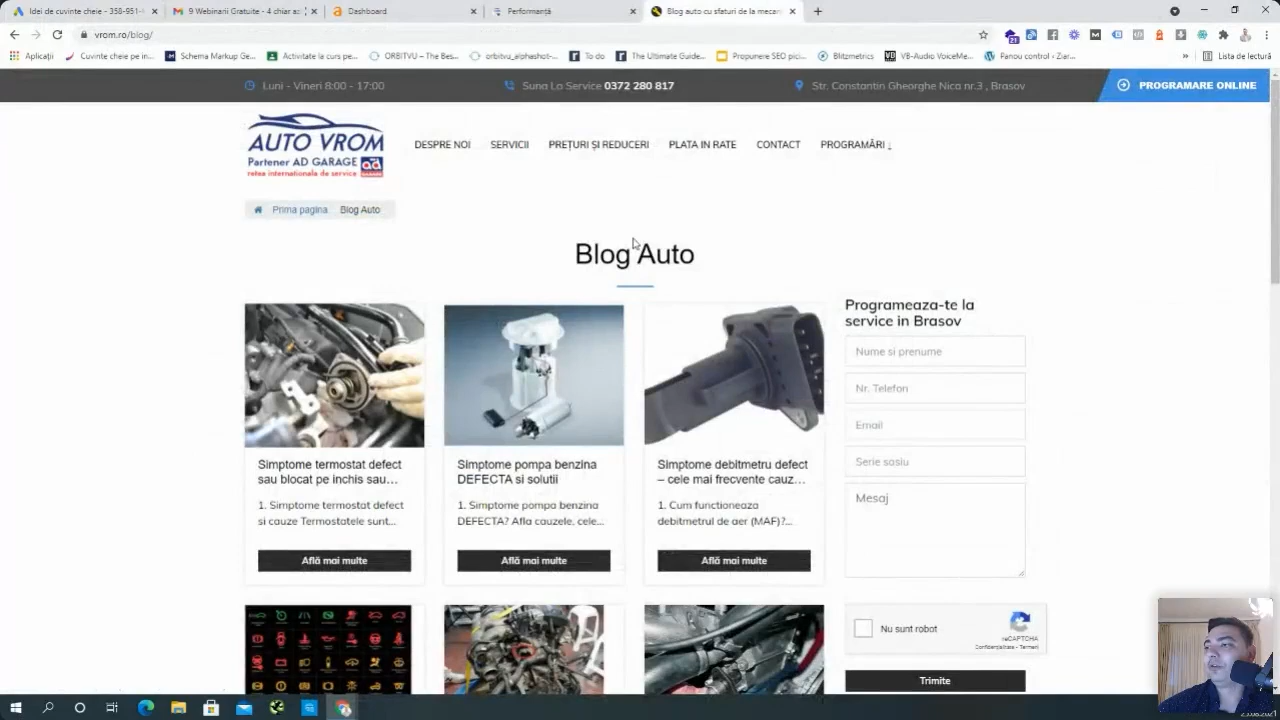 Idei de cuvinte cheie - 358-951-
9 Webinarii Gratuite - 4 chiar as
Dashboard
Performanță
Blog auto cu sfaturi de la mecan
vrom.ro/blog/
Aplicații
Cuvinte cheie pe in...
Schema Markup Ge...
Activitate la curs pe...
ORBITVU – The Bes...
orbitvu_alphashot-...
To do
The Ultimate Guide...
Propunere SEO pici...
Blitzmetrics
VB-Audio VoiceMe...
Panou control ‹ Ziar...
»
Lista de lectură
Luni - Vineri 8:00 - 17:00
Suna La Service 0372 280 817
Str. Constantin Gheorghe Nica nr.3 , Brasov
PROGRAMARE ONLINE
AUTO VROM
Partener AD GARAGE
ad
GARAGE
retea internationala de service
DESPRE NOI
SERVICII
PREȚURI ȘI REDUCERI
PLATA IN RATE
CONTACT
PROGRAMĂRI
Prima pagina
Blog Auto
Blog Auto
Simptome termostat defect
sau blocat pe inchis sau...
1. Simptome termostat defect
si cauze Termostatele sunt...
Află mai multe
Simptome pompa benzina
DEFECTA si solutii
1. Simptome pompa benzina
DEFECTA? Afla cauzele, cele...
Află mai multe
Simptome debitmetru defect
– cele mai frecvente cauz...
1. Cum functioneaza
debitmetrul de aer (MAF)?...
Află mai multe
Programeaza-te la
service in Brasov
Nume si prenume
Nr. Telefon
Email
Serie sasiu
Mesaj
Nu sunt robot
reCAPTCHA
Confidențialitate - Termeni
Trimite